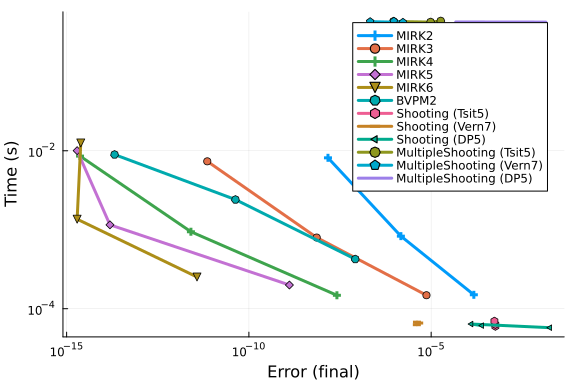 MIRK2
MIRK3
MIRK4
MIRK5
MIRK6
BVPM2
Shooting (Tsit5)
Shooting (Vern7)
Shooting (DP5)
MultipleShooting (Tsit5)
MultipleShooting (Vern7)
MultipleShooting (DP5)
Time (s)
10⁻²
10⁻⁴
10⁻¹⁵
10⁻¹⁰
10⁻⁵
Error (final)